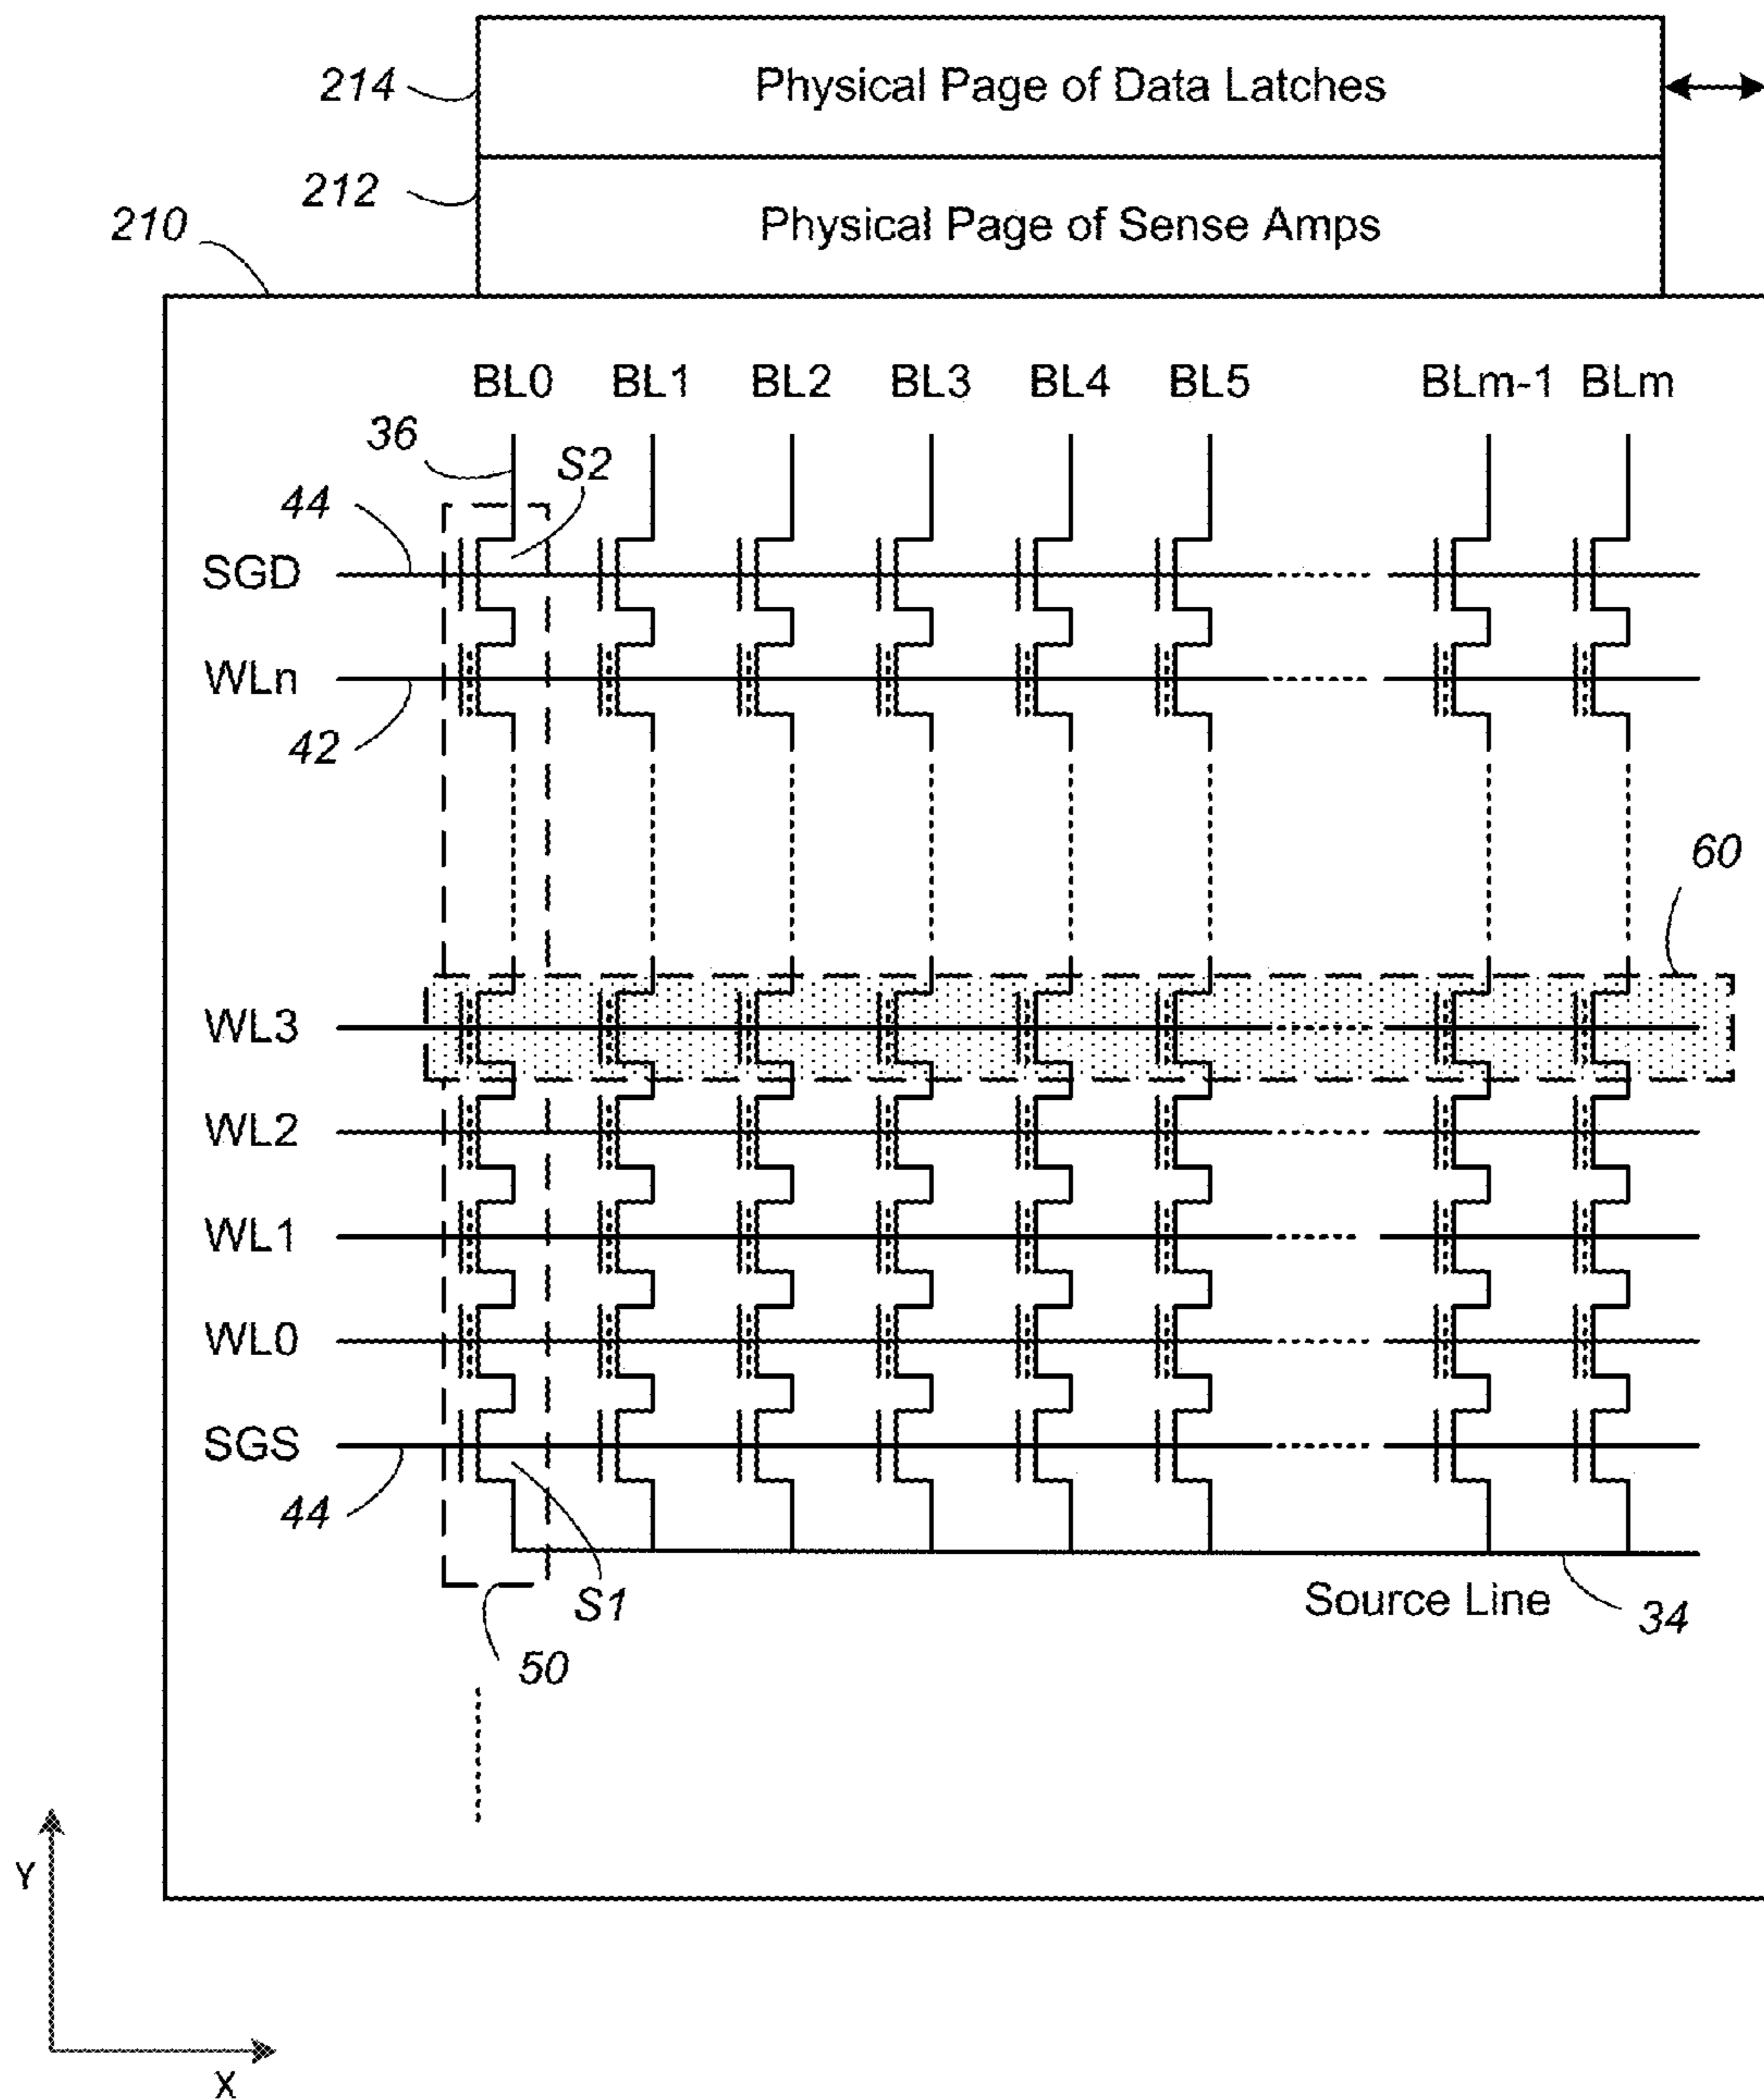 214
Physical Page of Data Latches
212
Physical Page of Sense Amps
210
BL0 BL1 BL2 BL3 BL4 BL5 BLm-1 BLm
36
S2
44
SGD
WLn
42
60
WL3
WL2
WL1
WL0
SGS
44
S1
Source Line
34
50
Y
X